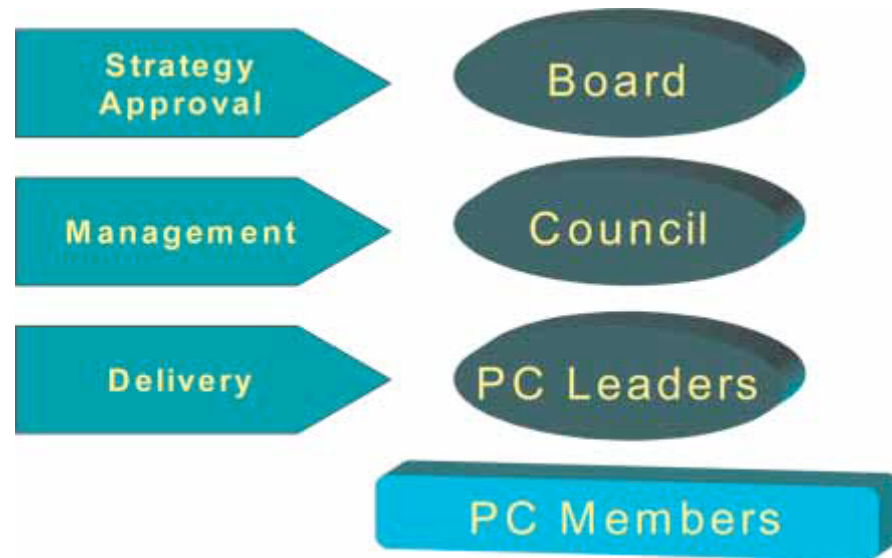 Strategy
Approval
Board
Management
Council
Delivery
PC Leaders
PC Members